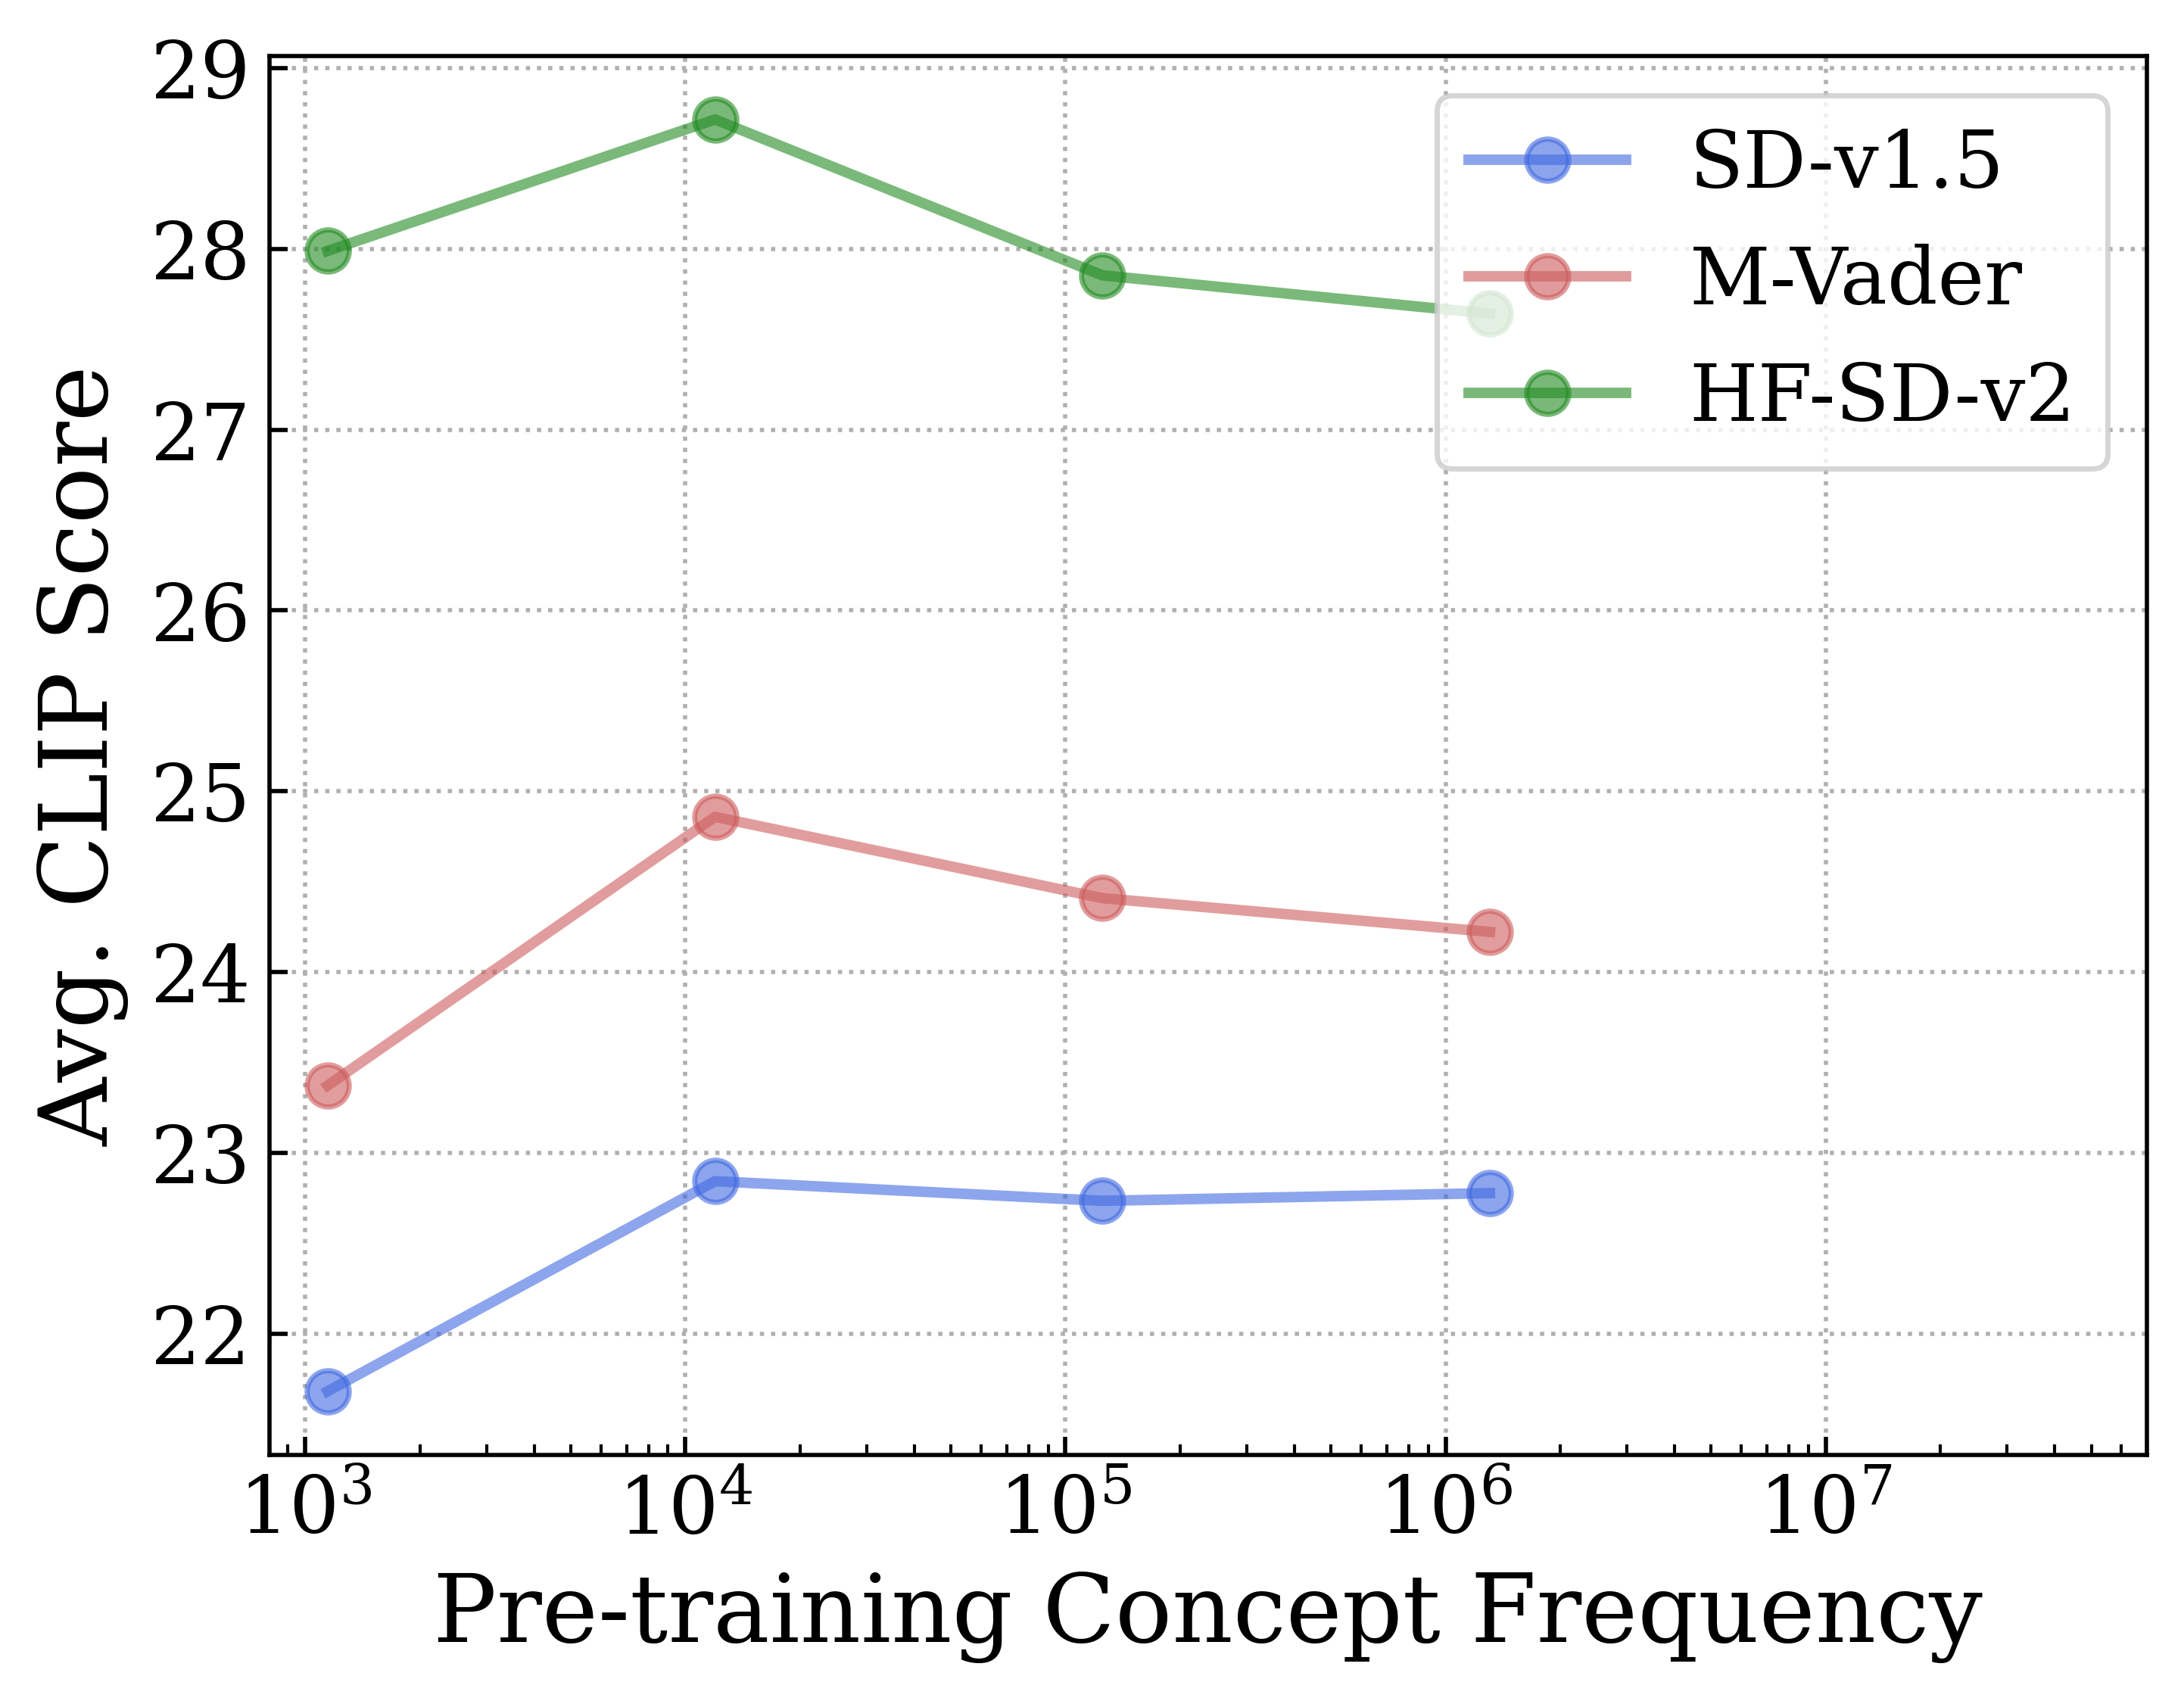 29
28
27
26
25
24
23
22
Avg. CLIP Score
SD-v1.5
M-Vader
HF-SD-v2
10³ 10⁴ 10⁵ 10⁶ 10⁷
Pre-training Concept Frequency